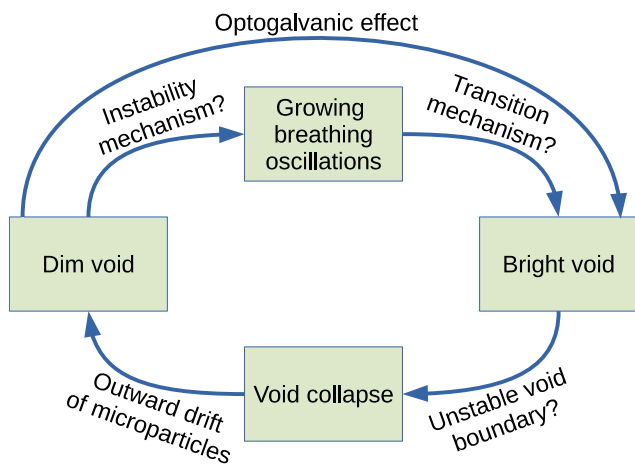 Optogalvanic effect
Instability
mechanism?
Growing
breathing
oscillations
Transition
mechanism?
Dim void
Bright void
Void collapse
Outward drift
of microparticles
Unstable void
boundary?